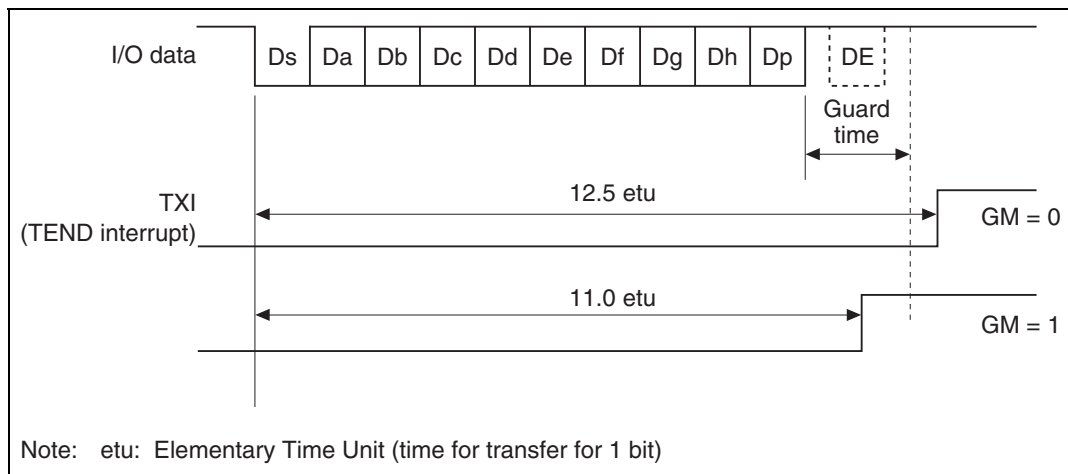 I/O data
Ds Da Db Dc Dd De Df Dg Dh Dp DE
Guard
time
12.5 etu
TXI
(TEND interrupt)
GM = 0
11.0 etu
GM = 1
Note: etu: Elementary Time Unit (time for transfer for 1 bit)